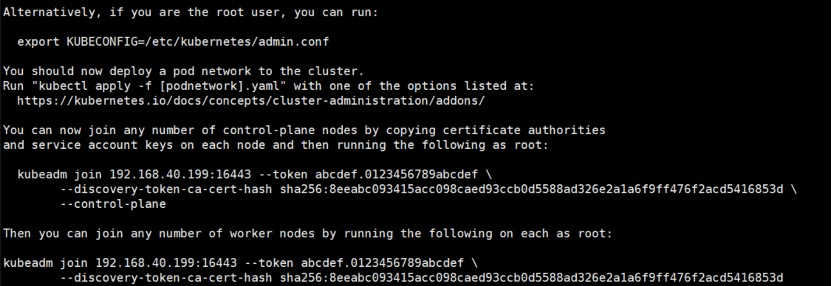 Alternatively, if you are the root user, you can run:
export KUBECONFIG=/etc/kubernetes/admin.conf
You should now deploy a pod network to the cluster.
Run "kubectl apply -f [podnetwork].yaml" with one of the options listed at:
https://kubernetes.io/docs/concepts/cluster-administration/addons/
You can now join any number of control-plane nodes by copying certificate authorities
and service account keys on each node and then running the following as root:
kubeadm join 192.168.40.199:16443 --token abcdef.0123456789abcdef \
--discovery-token-ca-cert-hash sha256:8eeabc093415acc098caed93ccb0d5588ad326e2a1a6f9ff476f2acd5416853d \
--control-plane
Then you can join any number of worker nodes by running the following on each as root:
kubeadm join 192.168.40.199:16443 --token abcdef.0123456789abcdef \
--discovery-token-ca-cert-hash sha256:8eeabc093415acc098caed93ccb0d5588ad326e2a1a6f9ff476f2acd5416853d